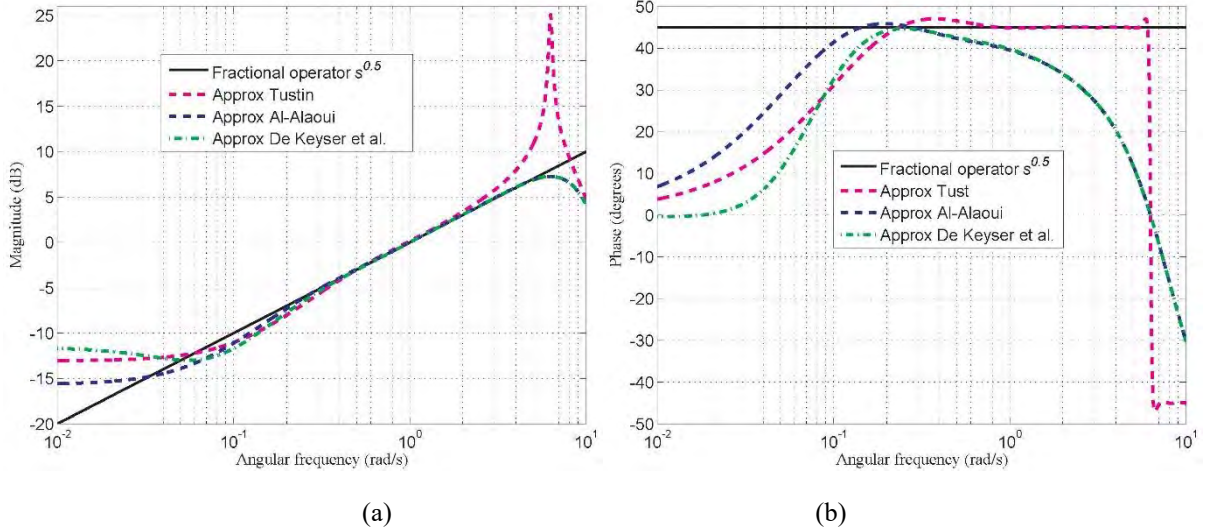 25
20
15
10
5
0
-5
-10
-15
-20
Magnitude (dB)
Fractional operator s^0.5
Approx Tustin
Approx Al-Alaoui
Approx De Keyser et al.
10^-2
10^-1
10^0
10^1
Angular frequency (rad/s)
(a)
50
40
30
20
10
0
-10
-20
-30
-40
-50
Phase (degrees)
Fractional operator s^0.5
Approx Tust
Approx Al-Alaoui
Approx De Keyser et al.
10^-2
10^-1
10^0
10^1
Angular frequency (rad/s)
(b)